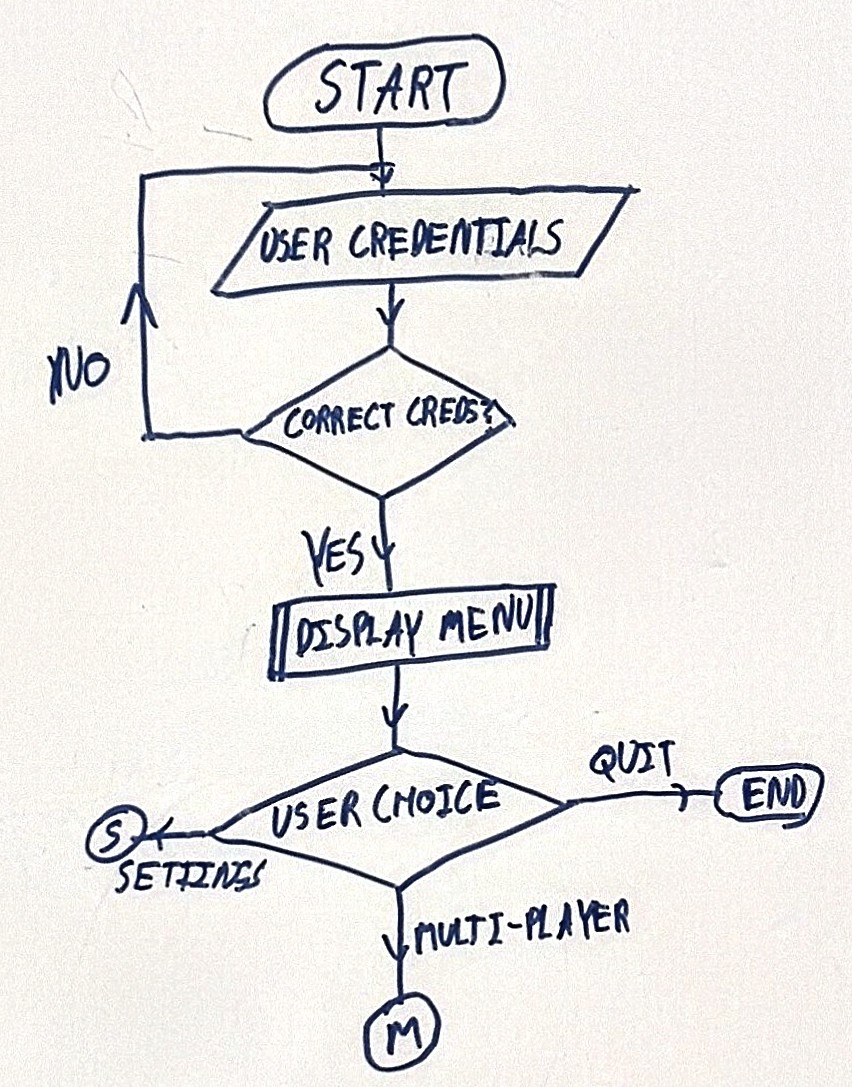 START
USER CREDENTIALS
NO
CORRECT CREDS?
YES
DISPLAY MENU
QUIT
USER CHOICE
END
S
SETTINGS
MULTI-PLAYER
M